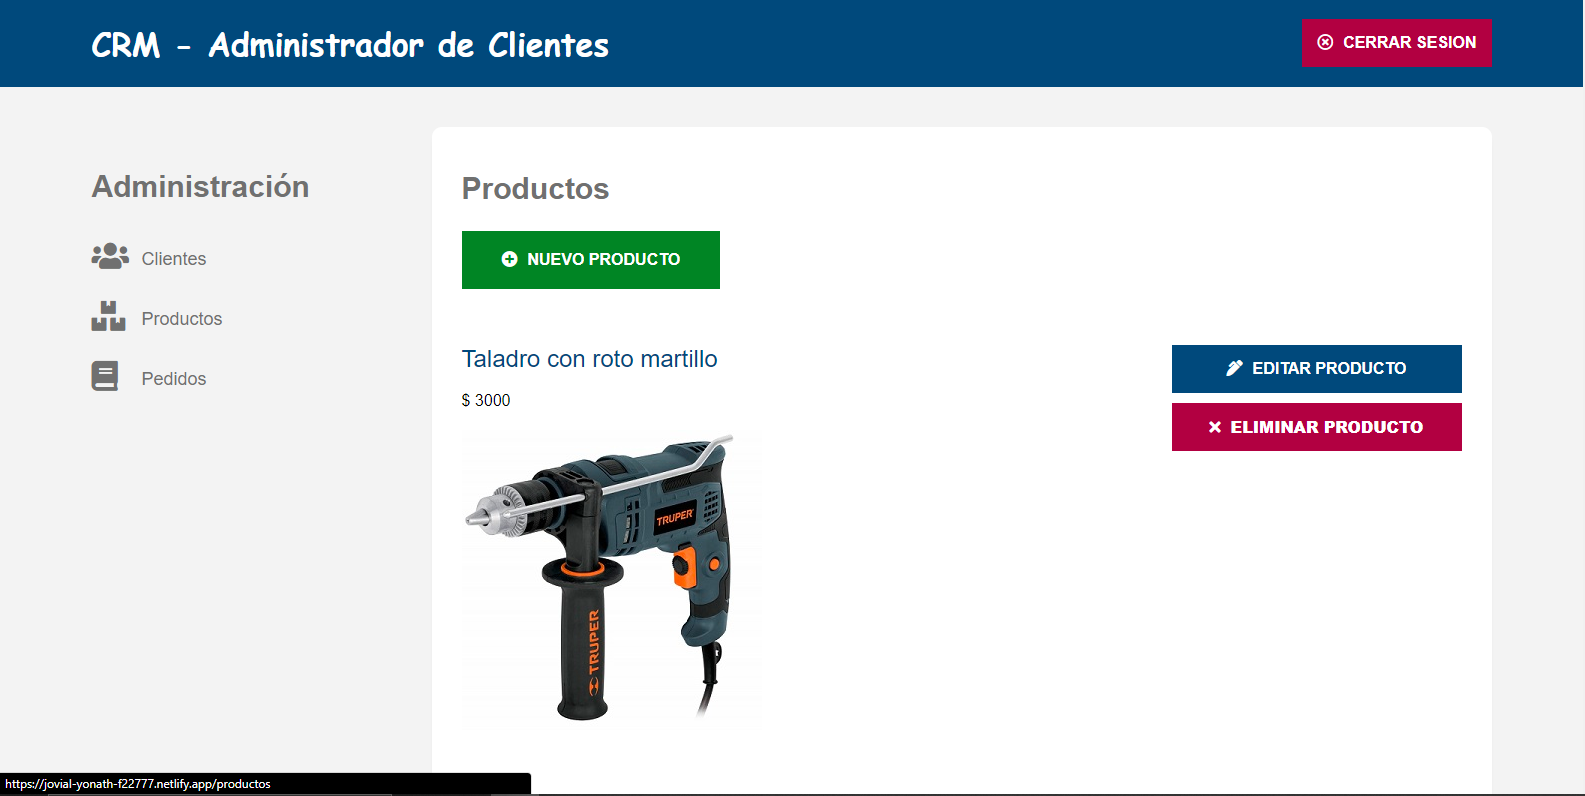 CRM - Administrador de Clientes
CERRAR SESION
Administración
Clientes
Productos
Pedidos
Productos
NUEVO PRODUCTO
Taladro con roto martillo
$ 3000
EDITAR PRODUCTO
ELIMINAR PRODUCTO
TRUPER
TRUPER
https://jovial-yonath-f22777.netlify.app/productos